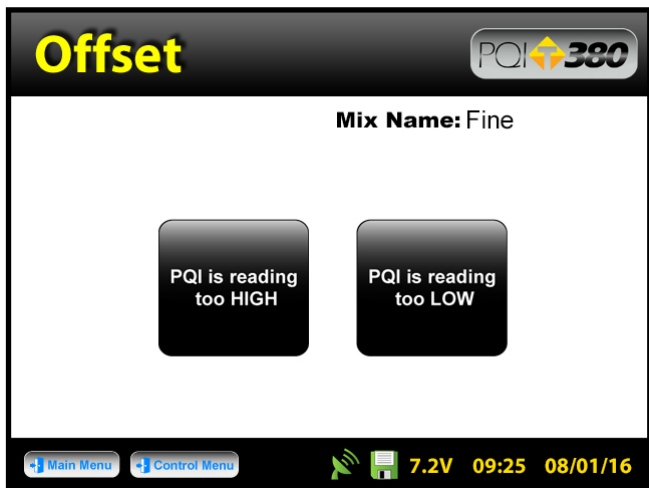 Offset
PQI T 380
Mix Name: Fine
PQI is reading
too HIGH
PQI is reading
too LOW
Main Menu
Control Menu
7.2V 09:25 08/01/16